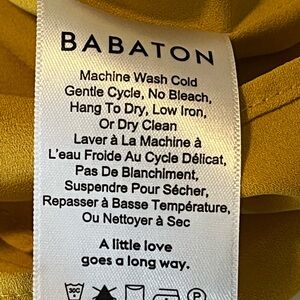 BABATON
Machine Wash Cold
Gentle Cycle, No Bleach,
Hang To Dry, Low Iron,
Or Dry Clean
Laver à La Machine à
L'eau Froide Au Cycle Délicat,
Pas De Blanchiment,
Suspendre Pour Sécher,
Repasser à Basse Température,
Ou Nettoyer à Sec
A little love
goes a long way.
30C P